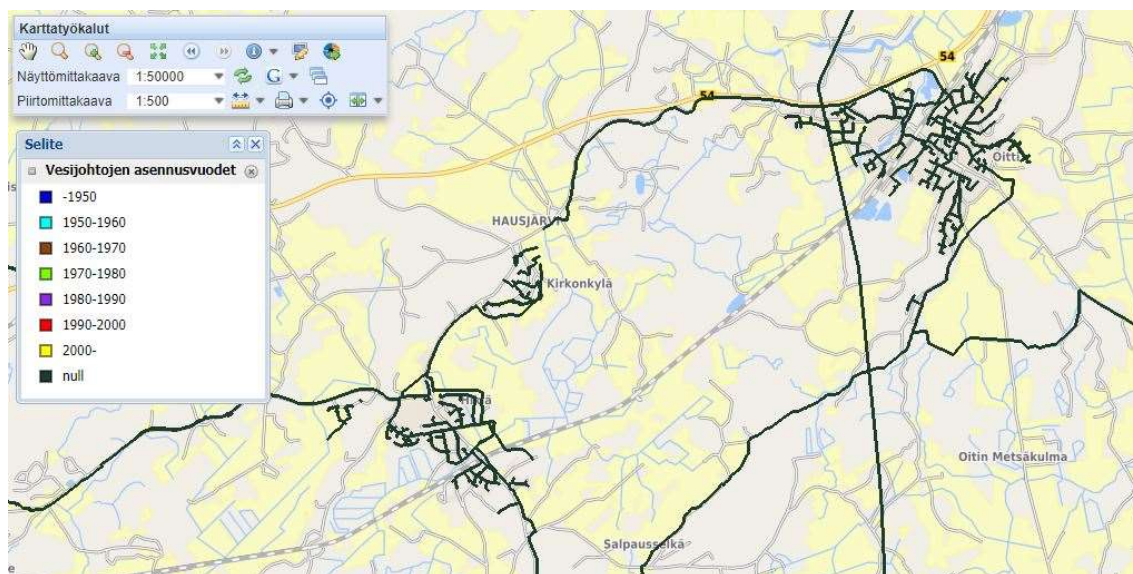 Karttatyökalut
Näyttömittakaava 1:50000 G
Piirtomittakaava 1:500
Selite
Vesijohtojen asennusvuodet
-1950
1950-1960
1960-1970
1970-1980
1980-1990
1990-2000
2000-
null
54
54
Oitti
HAUSJÄRVI
Kirkonkylä
Oitin Metsäkulma
Salpausselkä